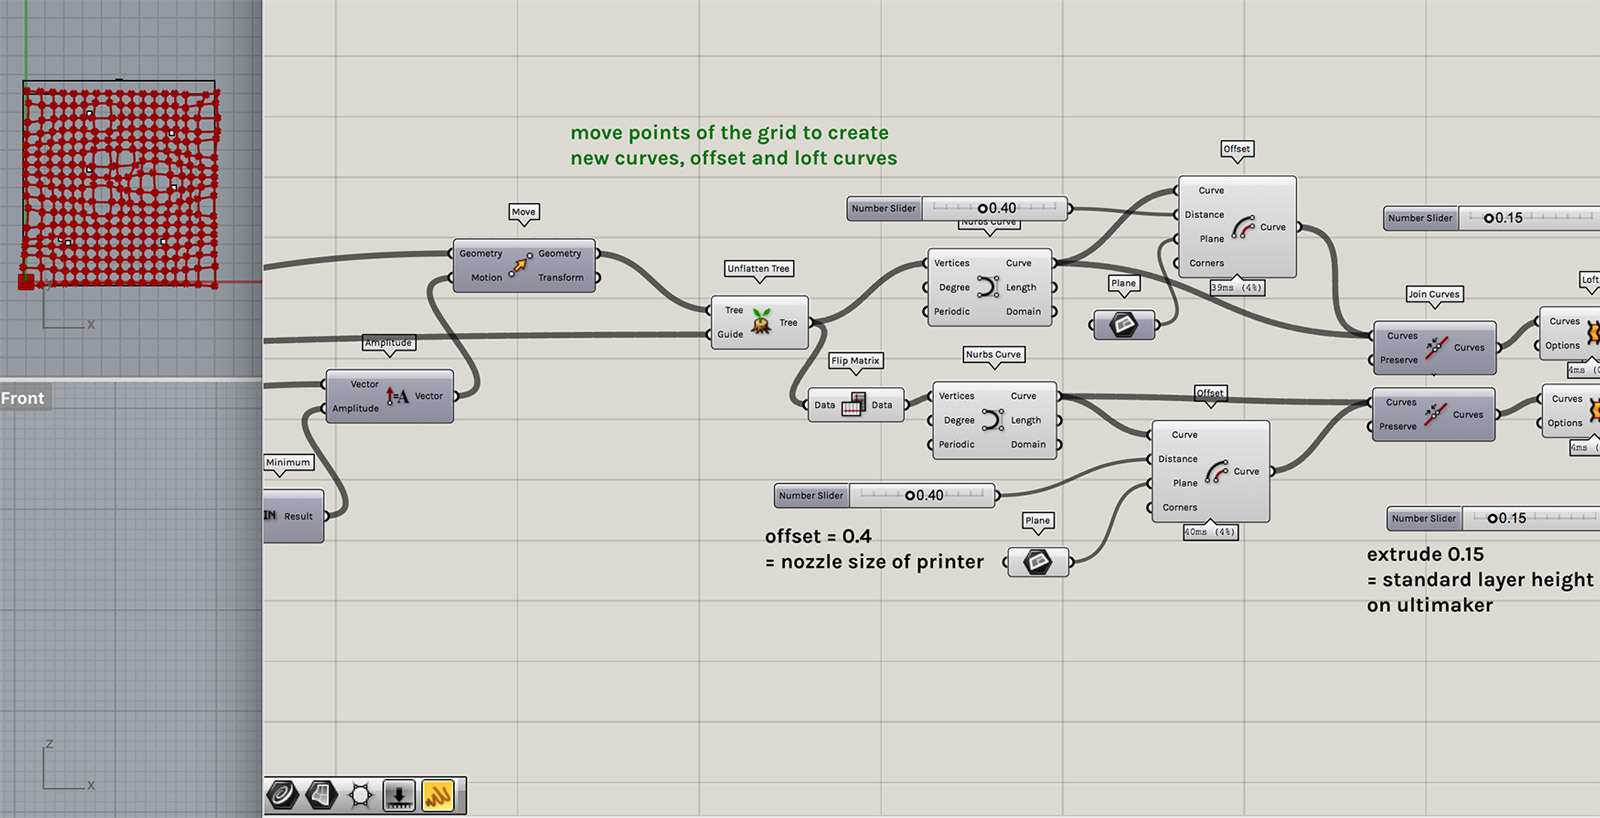 move points of the grid to create
new curves, offset and loft curves
Offset
Curve
Distance
Plane
Corners
Curve
39ms (4%)
Number Slider
0.40
Nurbs Curve
Vertices
Degree
Periodic
Curve
Length
Domain
Number Slider
0.15
Move
Geometry
Motion
Geometry
Transform
Unflatten Tree
Tree
Guide
Tree
Plane
Join Curves
Curves
Preserve
Curves
Loft
Curves
Options
4ms
Amplitude
Vector
Amplitude
Vector
Flip Matrix
Data
Data
Nurbs Curve
Vertices
Degree
Periodic
Curve
Length
Domain
Offset
Curve
Distance
Plane
Corners
Curve
40ms (4%)
Curves
Preserve
Curves
Curves
Options
4ms
Minimum
IN
Result
Number Slider
0.40
offset = 0.4
= nozzle size of printer
Plane
Number Slider
0.15
extrude 0.15
= standard layer height
on ultimaker
x
Front
z
x